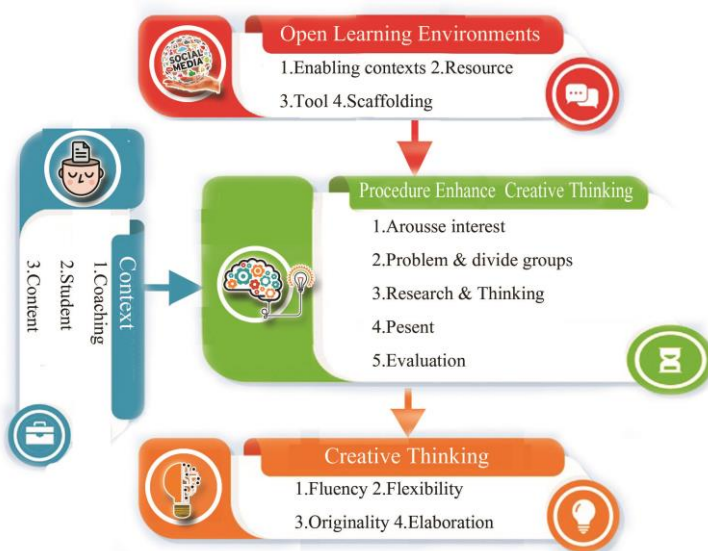 Open Learning Environments
SOCIAL
MEDIA
1.Enabling contexts 2.Resource
3.Tool 4.Scaffolding
Context
1.Coaching
2.Student
3.Content
Procedure Enhance Creative Thinking
1.Arousse interest
2.Problem & divide groups
3.Research & Thinking
4.Pesent
5.Evaluation
Creative Thinking
1.Fluency 2.Flexibility
3.Originality 4.Elaboration